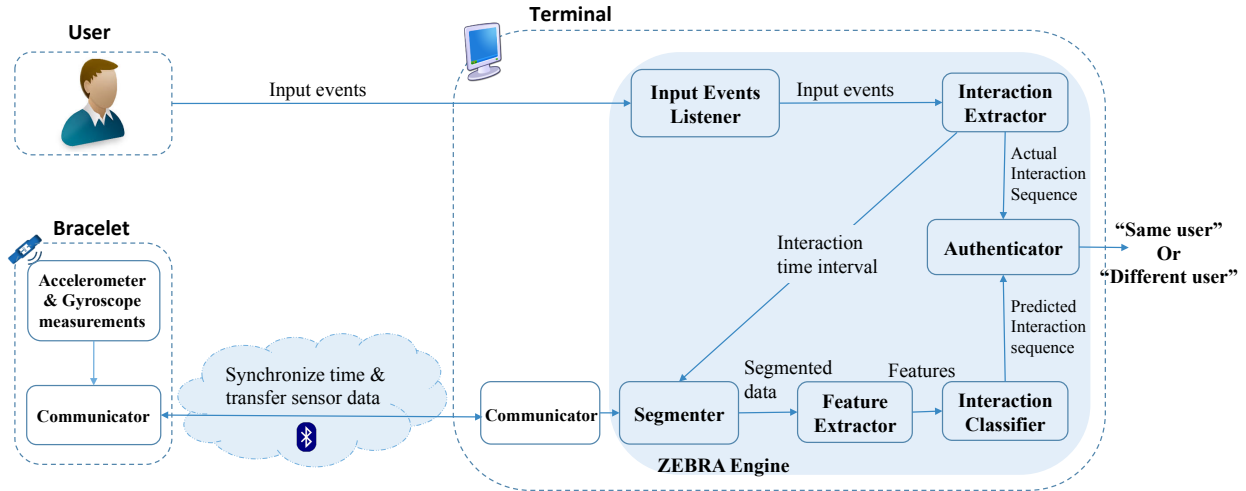 User
Terminal
Input events
Input Events
Listener
Input events
Interaction
Extractor
Actual
Interaction
Sequence
Bracelet
Accelerometer
& Gyroscope
measurements
Interaction
time interval
Authenticator
“Same user”
Or
“Different user”
Predicted
Interaction
sequence
Synchronize time &
transfer sensor data
Communicator
Communicator
Segmenter
Segmented
data
Feature
Extractor
Features
Interaction
Classifier
ZEBRA Engine